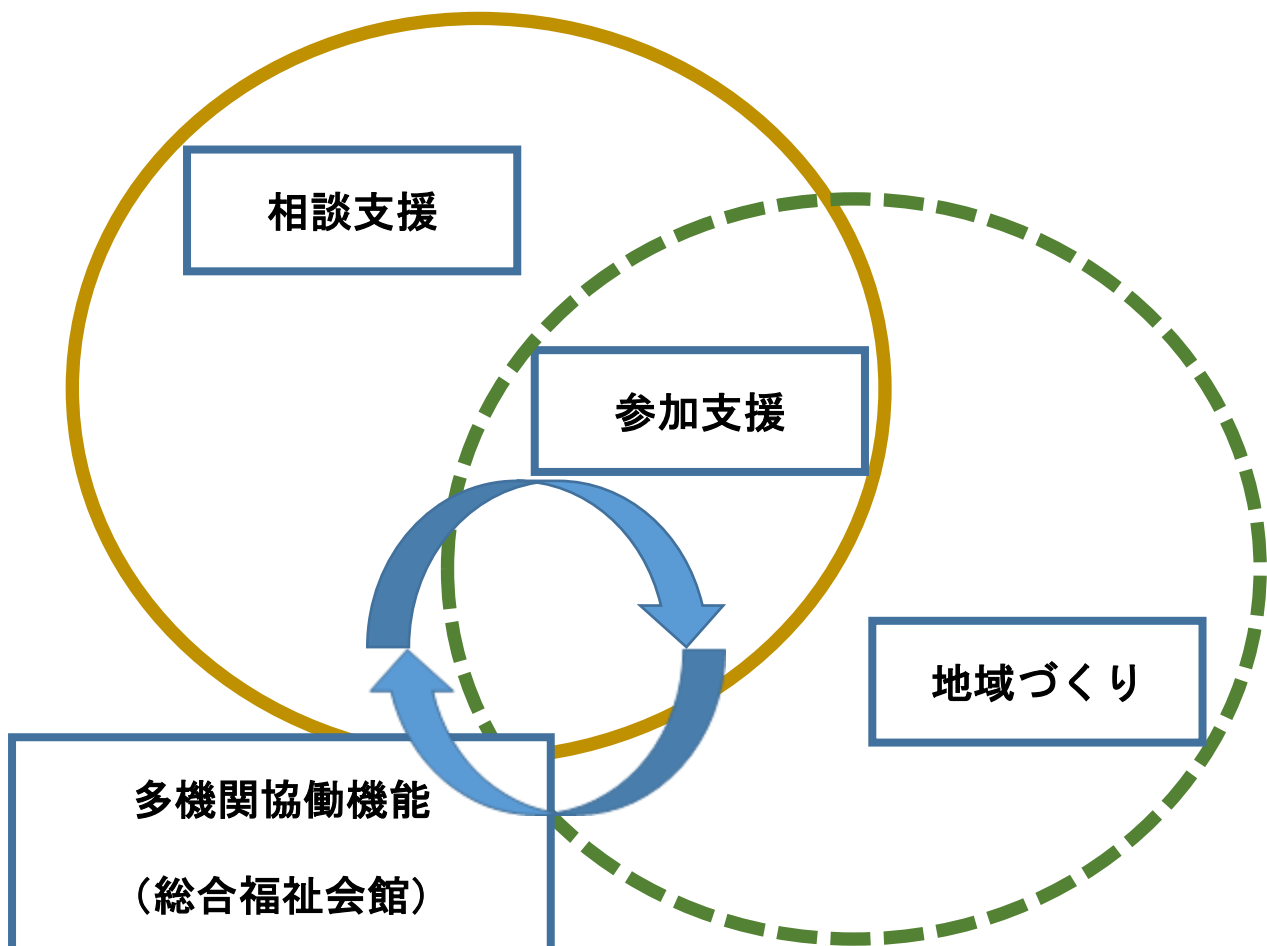 相談支援
参加支援
地域づくり
多機関協働機能
（総合福祉会館）